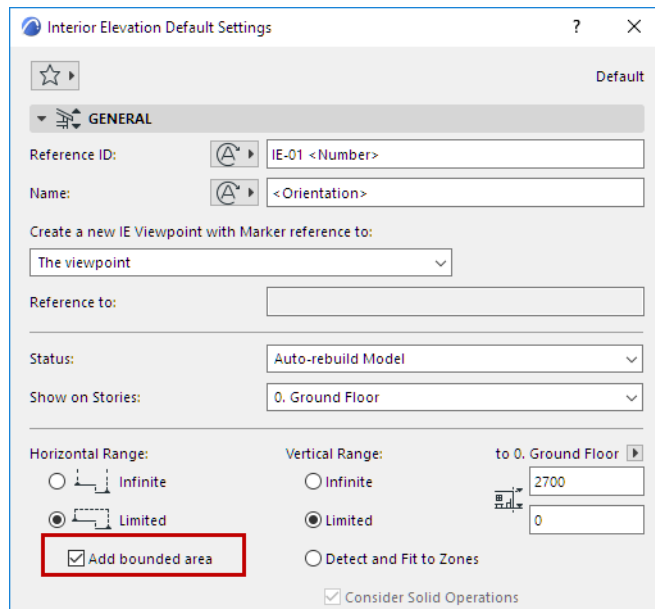 Interior Elevation Default Settings ?
Default
GENERAL
Reference ID: IE-01 <Number>
Name: <Orientation>
Create a new IE Viewpoint with Marker reference to:
The viewpoint
Reference to:
Status: Auto-rebuild Model
Show on Stories: 0. Ground Floor
Horizontal Range: Vertical Range: to 0. Ground Floor
Infinite Infinite 2700
Limited Limited 0
Add bounded area Detect and Fit to Zones
Consider Solid Operations